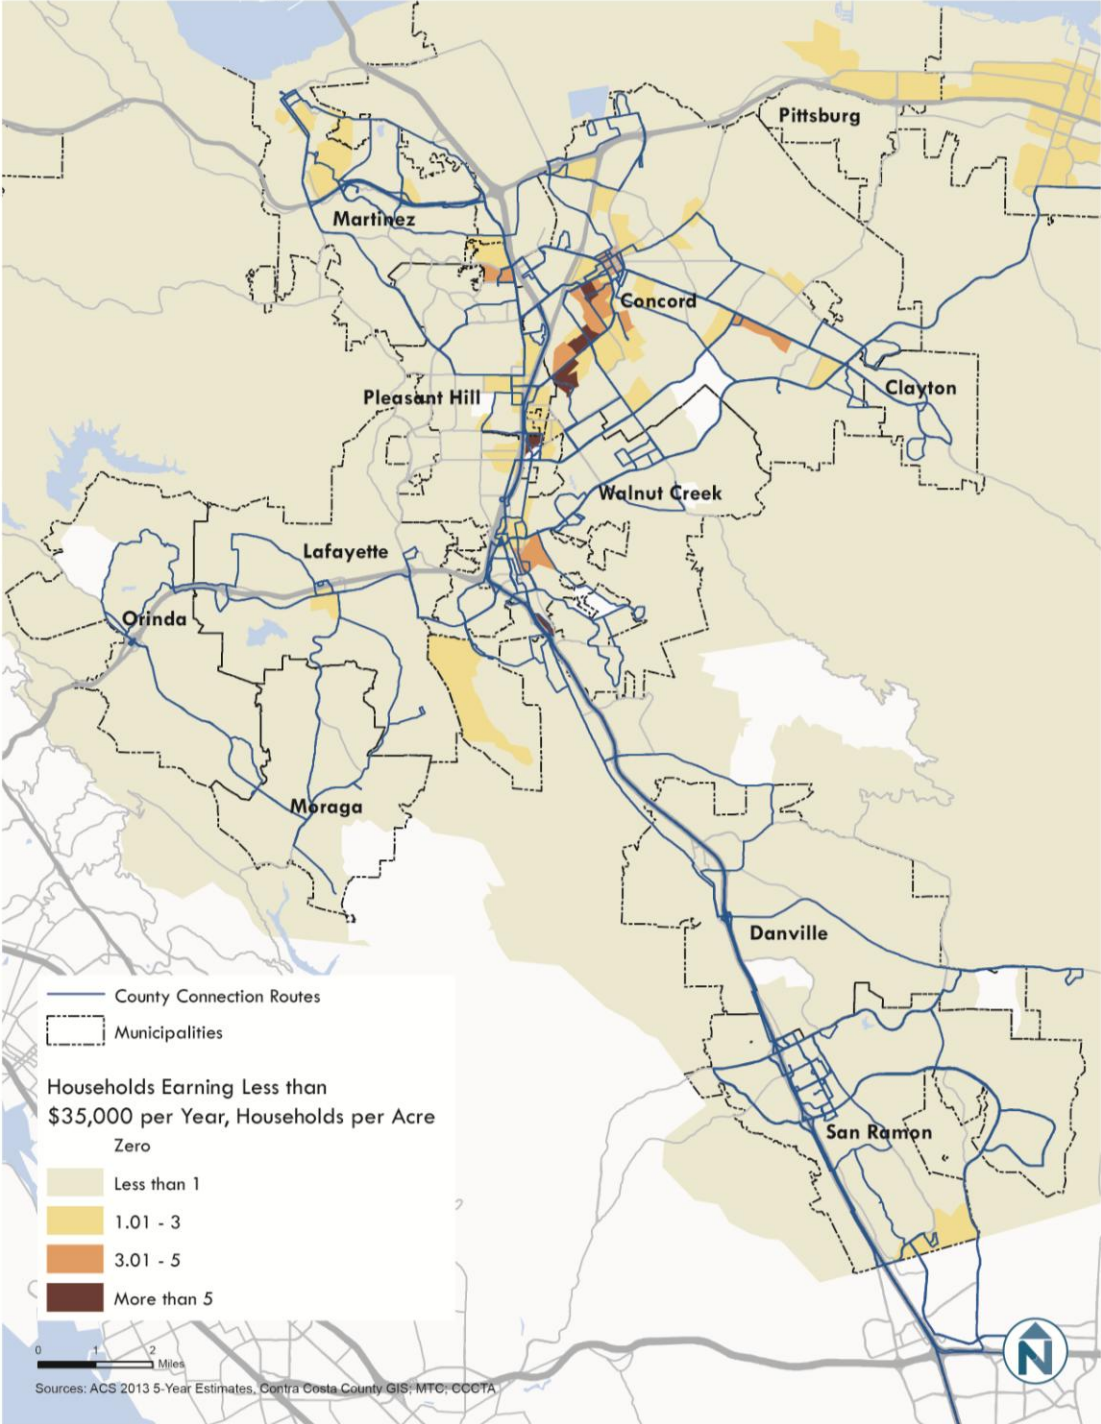 Pittsburg
Martinez
Concord
Clayton
Pleasant Hill
Walnut Creek
Lafayette
Orinda
Moraga
Danville
San Ramon
County Connection Routes
Municipalities
Households Earning Less than
$35,000 per Year, Households per Acre
Zero
Less than 1
1.01 - 3
3.01 - 5
More than 5
0 1 2
Miles
Sources: ACS 2013 5-Year Estimates, Contra Costa County GIS; MTC; CCCTA
N